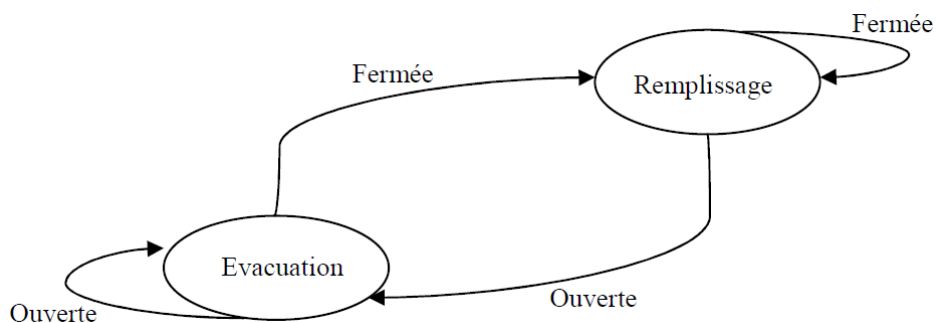 Fermée
Fermée
Remplissage
Evacuation
Ouverte
Ouverte